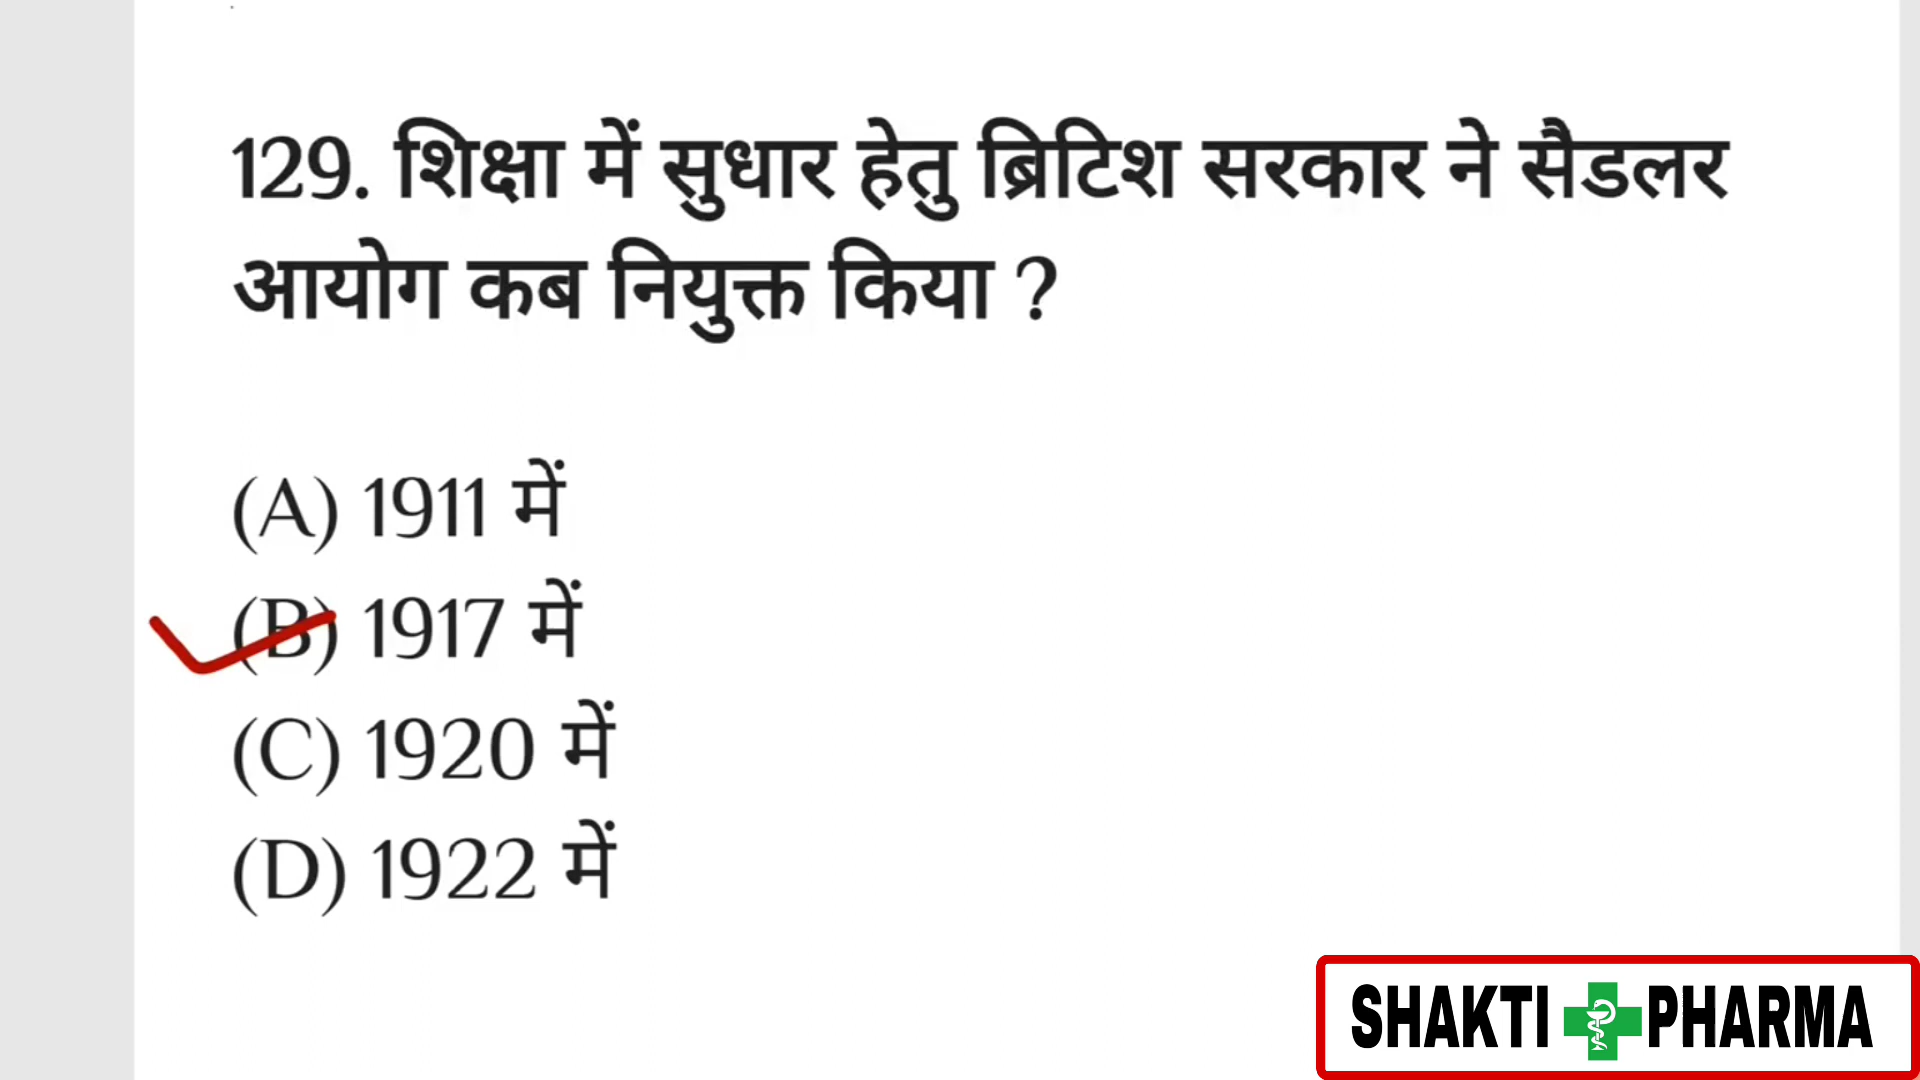 129. शिक्षा में सुधार हेतु ब्रिटिश सरकार ने सैडलर
आयोग कब नियुक्त किया ?
(A) 1911 में
(B) 1917 में
(C) 1920 में
(D) 1922 में
SHAKTI PHARMA